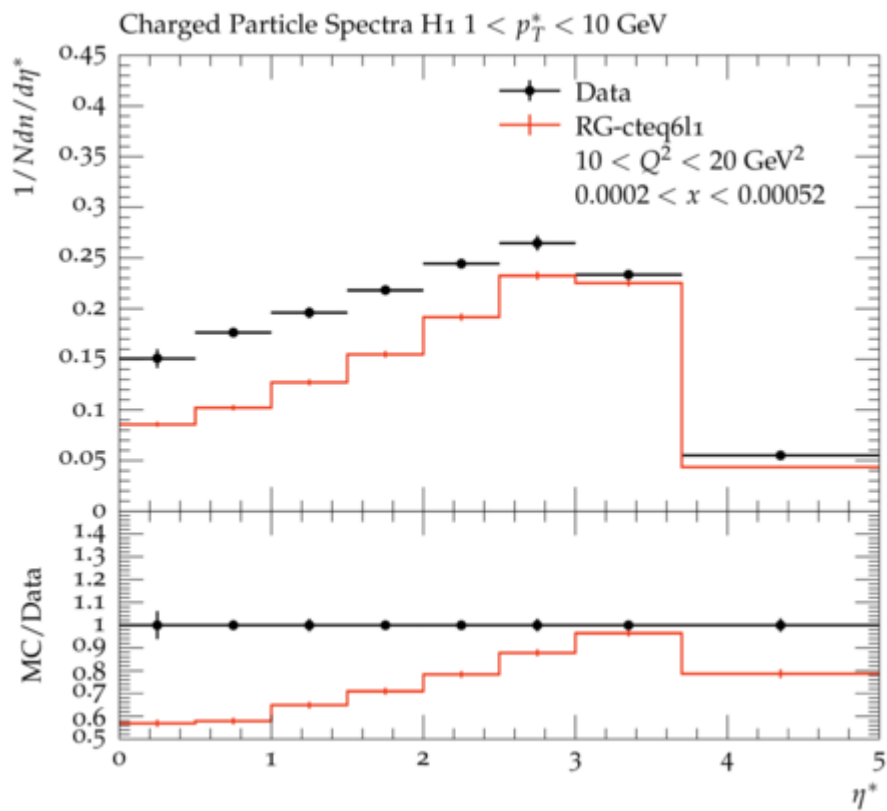 Charged Particle Spectra H1 1 < p*_T < 10 GeV
1/N dn/dη*
0.45
0.4
0.35
0.3
0.25
0.2
0.15
0.1
0.05
0
Data
RG-cteq6l1
10 < Q² < 20 GeV²
0.0002 < x < 0.00052
MC/Data
1.4
1.3
1.2
1.1
1
0.9
0.8
0.7
0.6
0.5
0 1 2 3 4 5
η*